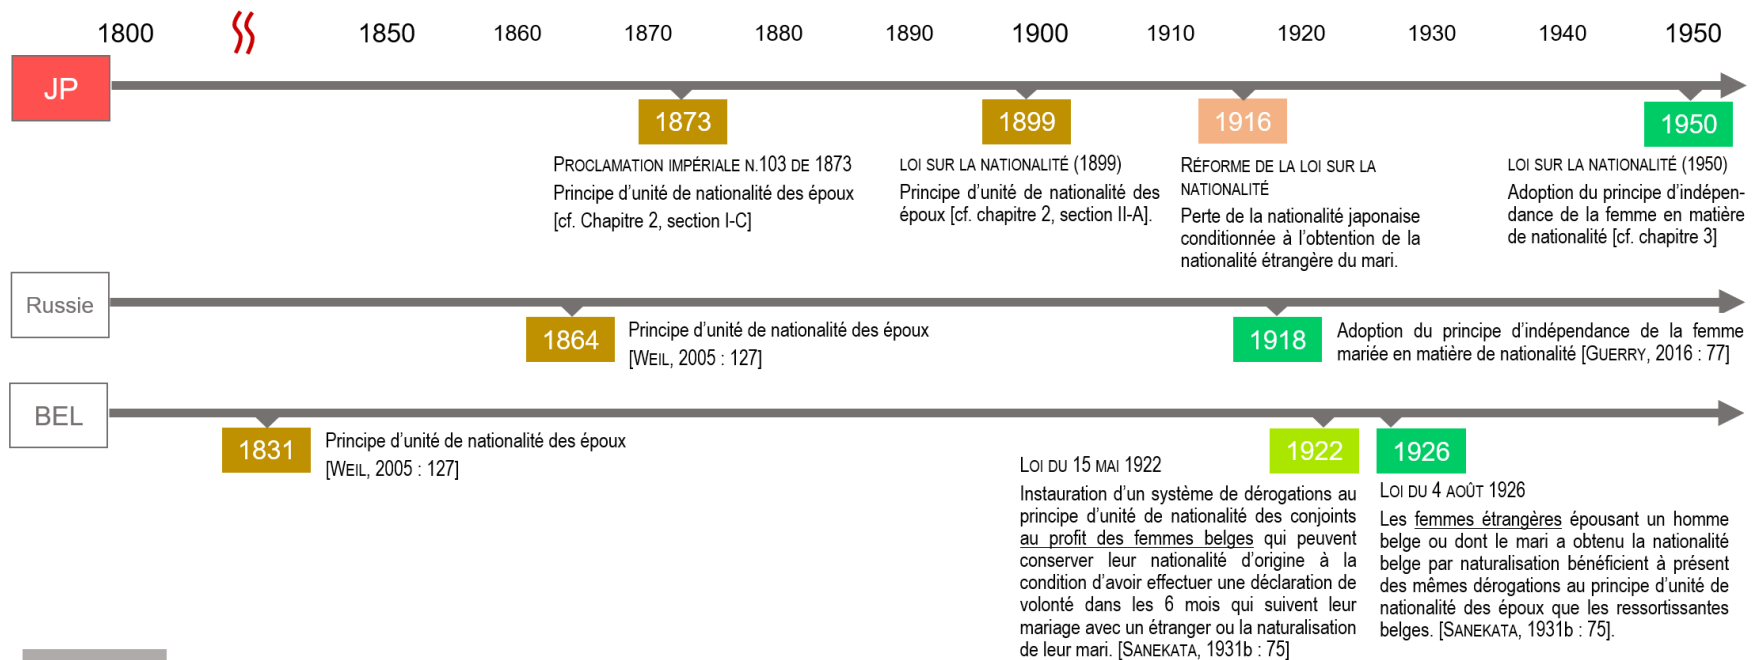 1800 1850 1860 1870 1880 1890 1900 1910 1920 1930 1940 1950
JP
1873
PROCLAMATION IMPÉRIALE N.103 DE 1873
Principe d'unité de nationalité des époux
[cf. Chapitre 2, section I-C]
1899
LOI SUR LA NATIONALITÉ (1899)
Principe d'unité de nationalité des
époux [cf. chapitre 2, section II-A].
1916
RÉFORME DE LA LOI SUR LA
NATIONALITÉ
Perte de la nationalité japonaise
conditionnée à l'obtention de la
nationalité étrangère du mari.
1950
LOI SUR LA NATIONALITÉ (1950)
Adoption du principe d'indépen-
dance de la femme en matière
de nationalité [cf. chapitre 3]
Russie
1864
Principe d'unité de nationalité des époux
[WEIL, 2005 : 127]
1918
Adoption du principe d'indépendance de la femme
mariée en matière de nationalité [GUERRY, 2016 : 77]
BEL
1831
Principe d'unité de nationalité des époux
[WEIL, 2005 : 127]
1922
LOI DU 15 MAI 1922
Instauration d'un système de dérogations au
principe d'unité de nationalité des conjoints
au profit des femmes belges qui peuvent
conserver leur nationalité d'origine à la
condition d'avoir effectuer une déclaration de
volonté dans les 6 mois qui suivent leur
mariage avec un étranger ou la naturalisation
de leur mari. [SANEKATA, 1931b : 75]
1926
LOI DU 4 AOÛT 1926
Les femmes étrangères épousant un homme
belge ou dont le mari a obtenu la nationalité
belge par naturalisation bénéficient à présent
des mêmes dérogations au principe d'unité de
nationalité des époux que les ressortissantes
belges. [SANEKATA, 1931b : 75].